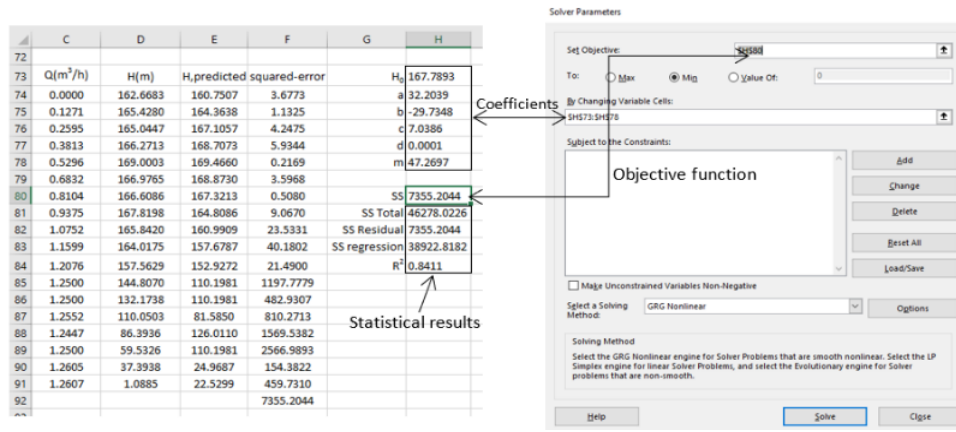 C D E F G H
72
73 Q(m³/h) H(m) H,predicted squared-error H₀ 167.7893
74 0.0000 162.6683 160.7507 3.6773 a 32.2039
75 0.1271 165.4280 164.3638 1.1325 b -29.7348
76 0.2595 165.0447 167.1057 4.2475 c 7.0386
77 0.3813 166.2713 168.7073 5.9344 d 0.0001
78 0.5296 169.0003 169.4660 0.2169 m 47.2697
79 0.6832 166.9765 168.8730 3.5968
80 0.8104 166.6086 167.3213 0.5080 SS 7355.2044
81 0.9375 167.8198 164.8086 9.0670 SS Total 46278.0226
82 1.0752 165.8420 160.9909 23.5331 SS Residual 7355.2044
83 1.1599 164.0175 157.6787 40.1802 SS regression 38922.8182
84 1.2076 157.5629 152.9272 21.4900 R² 0.8411
85 1.2500 144.8070 110.1981 1197.7779
86 1.2500 132.1738 110.1981 482.9307
87 1.2552 110.0503 81.5850 810.2713
88 1.2447 86.3936 126.0110 1569.5382
89 1.2500 59.5326 110.1981 2566.9893
90 1.2605 37.3938 24.9687 154.3822
91 1.2607 1.0885 22.5299 459.7310
92 7355.2044
Coefficients
Objective function
Statistical results
Solver Parameters
Set Objective: $H$80
To: Max Min Value Of: 0
By Changing Variable Cells:
$H$73:$H$78
Subject to the Constraints:
Add
Change
Delete
Reset All
Load/Save
Make Unconstrained Variables Non-Negative
Select a Solving Method: GRG Nonlinear Options
Solving Method
Select the GRG Nonlinear engine for Solver Problems that are smooth nonlinear. Select the LP
Simplex engine for linear Solver Problems, and select the Evolutionary engine for Solver
problems that are non-smooth.
Help Solve Close